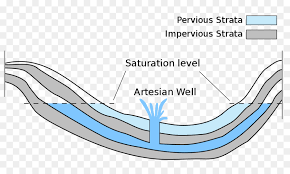 Pervious Strata
Impervious Strata
Saturation level
Artesian Well